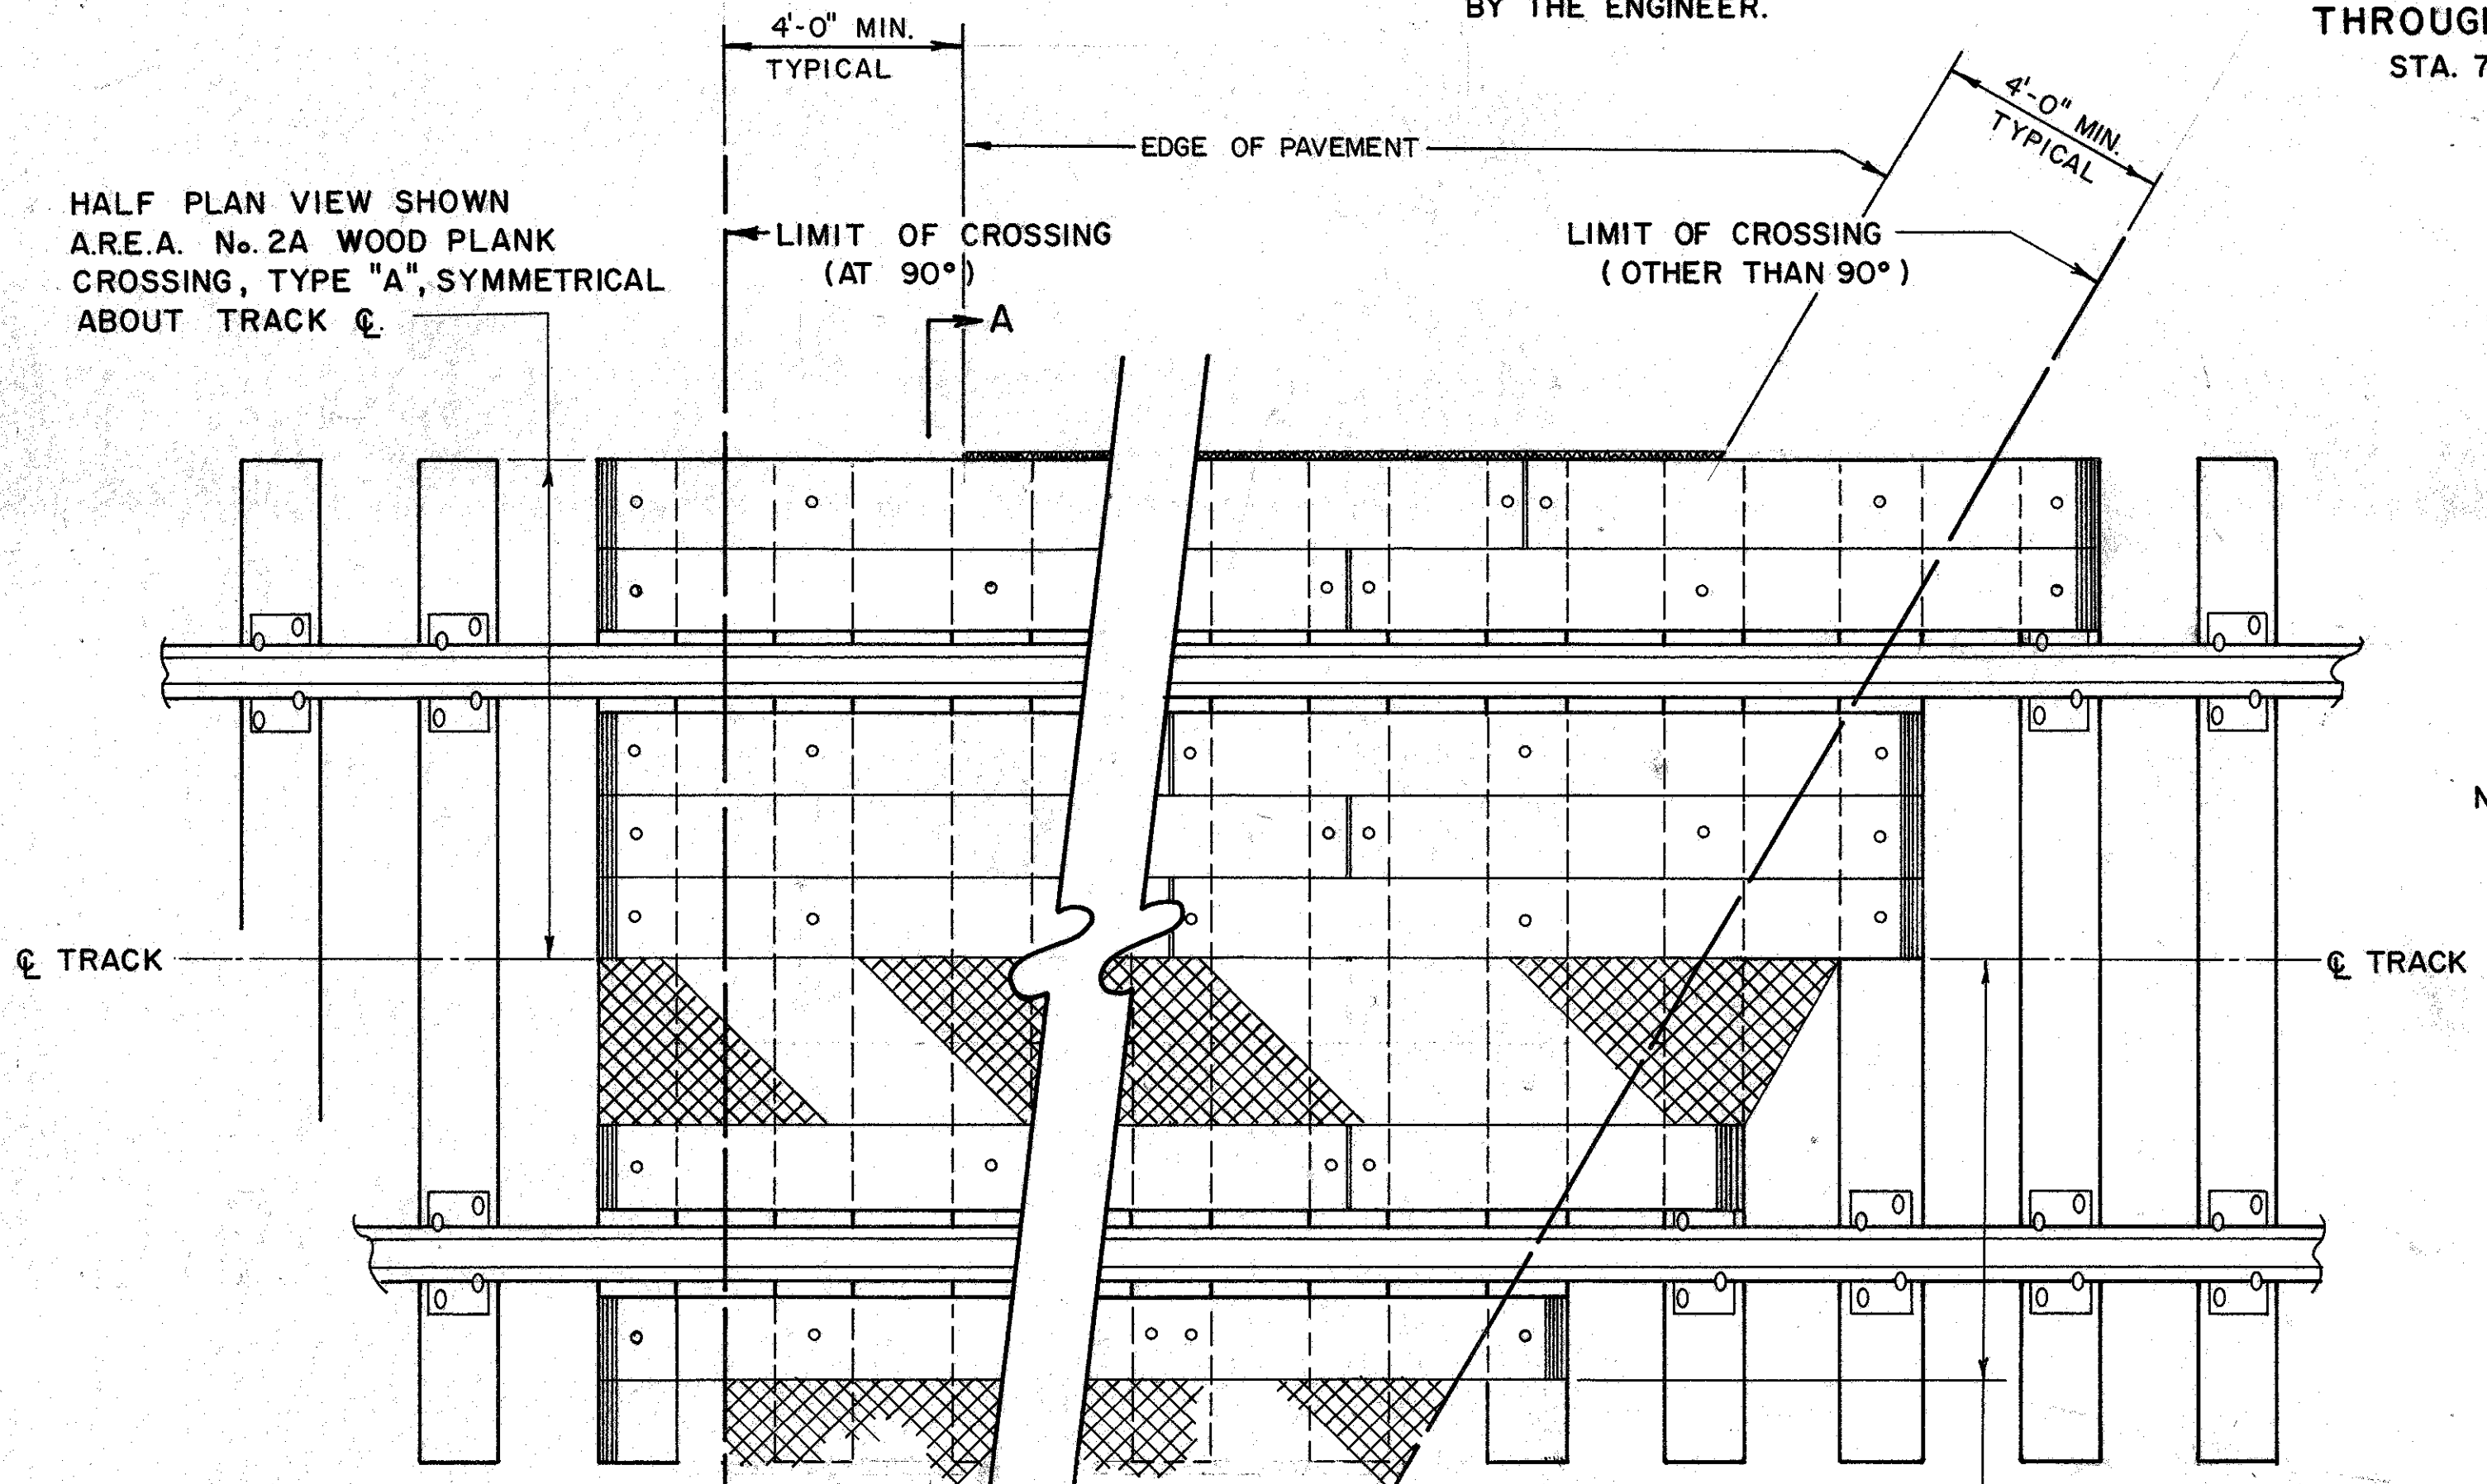 BY THE ENGINEER.
THROUGH
STA. 7
4'-0" MIN.
TYPICAL
4'-0" MIN.
TYPICAL
EDGE OF PAVEMENT
HALF PLAN VIEW SHOWN
A.R.E.A. No. 2A WOOD PLANK
CROSSING, TYPE "A", SYMMETRICAL
ABOUT TRACK ℄.
LIMIT OF CROSSING
(AT 90°)
LIMIT OF CROSSING
(OTHER THAN 90°)
A
℄ TRACK
℄ TRACK
N